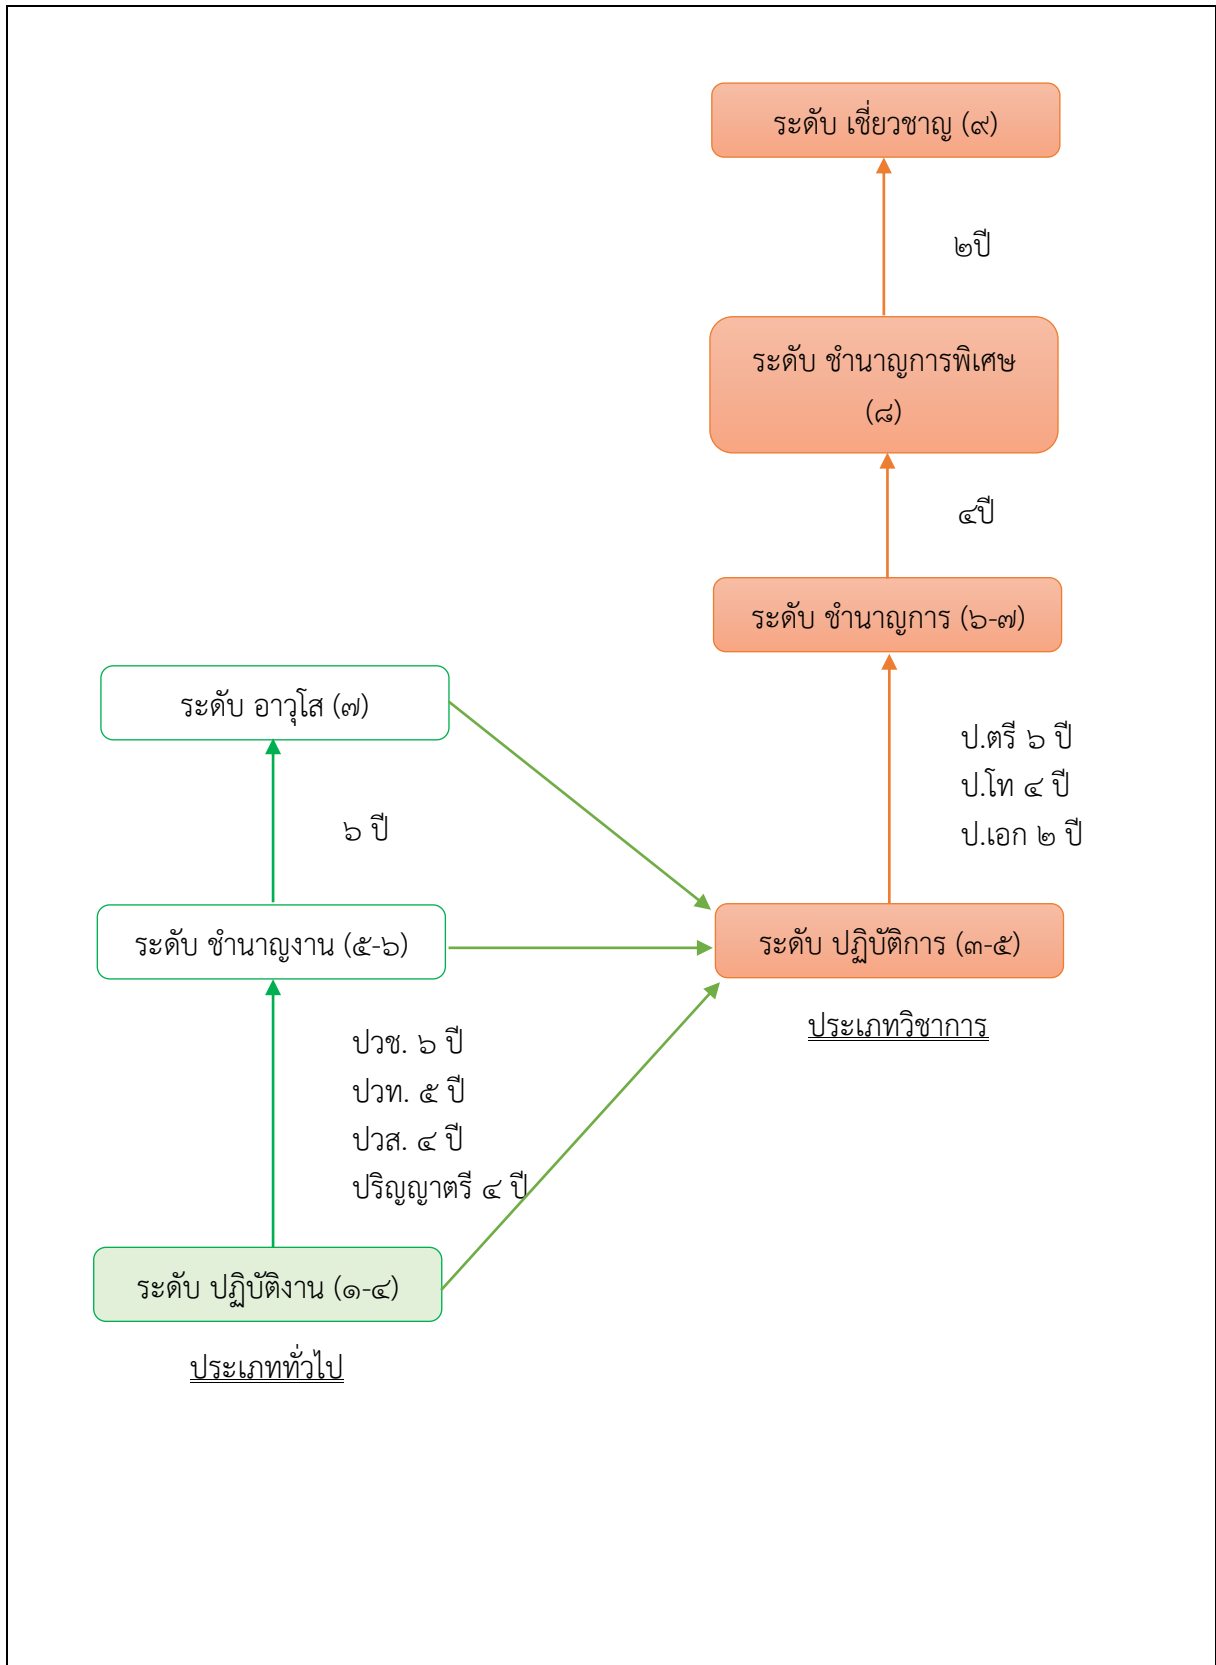 ระดับ เชี่ยวชาญ (๙)
๒ปี
ระดับ ชำนาญการพิเศษ
(๘)
๔ปี
ระดับ ชำนาญการ (๖-๗)
ระดับ อาวุโส (๗)
ป.ตรี ๖ ปี
ป.โท ๔ ปี
ป.เอก ๒ ปี
๖ ปี
ระดับ ชำนาญงาน (๕-๖)
ระดับ ปฏิบัติการ (๓-๕)
ประเภทวิชาการ
ปวช. ๖ ปี
ปวท. ๕ ปี
ปวส. ๔ ปี
ปริญญาตรี ๔ ปี
ระดับ ปฏิบัติงาน (๑-๔)
ประเภททั่วไป